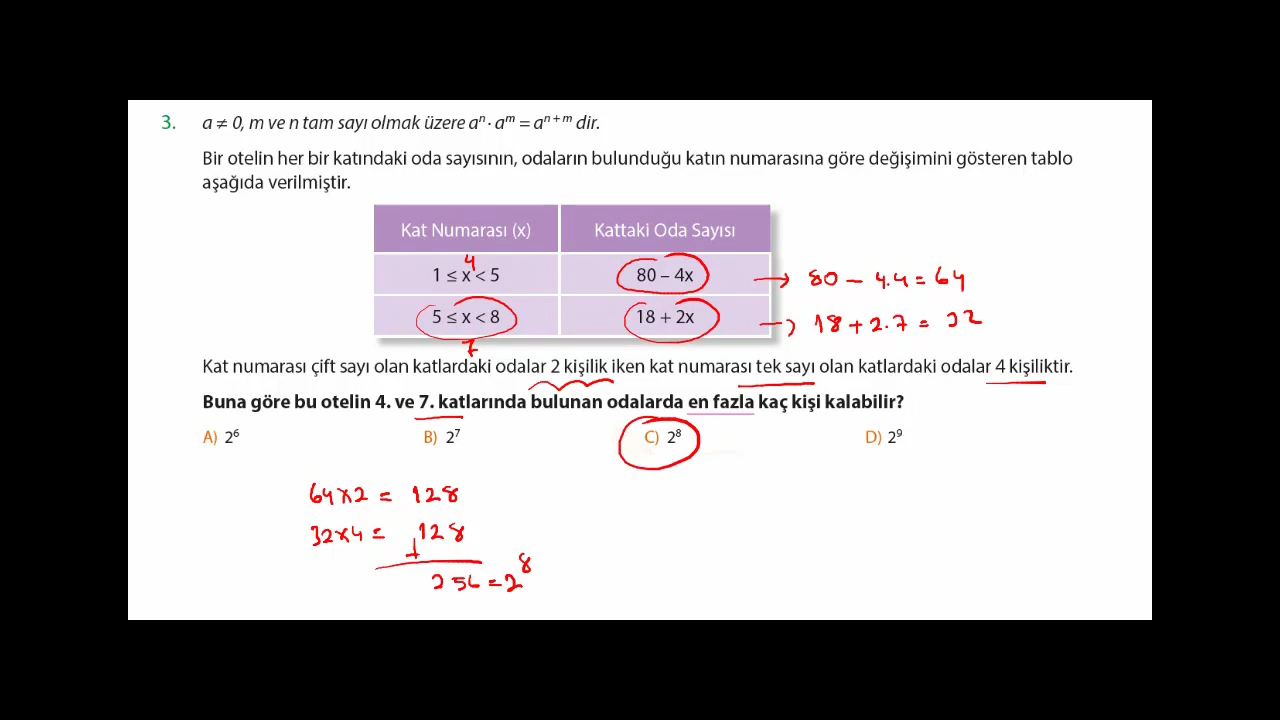 3. a ≠ 0, m ve n tam sayı olmak üzere aⁿ · aᵐ = aⁿ⁺ᵐ dir.
Bir otelin her bir katındaki oda sayısının, odaların bulunduğu katın numarasına göre değişimini gösteren tablo
aşağıda verilmiştir.
Kat Numarası (x) Kattaki Oda Sayısı
4
1 ≤ x < 5 80 – 4x → 80 – 4.4 = 64
5 ≤ x < 8 18 + 2x → 18 + 2.7 = 32
7
Kat numarası çift sayı olan katlardaki odalar 2 kişilik iken kat numarası tek sayı olan katlardaki odalar 4 kişiliktir.
Buna göre bu otelin 4. ve 7. katlarında bulunan odalarda en fazla kaç kişi kalabilir?
A) 2⁶ B) 2⁷ C) 2⁸ D) 2⁹
64x2 = 128
32x4 = 128
+
256 = 2⁸